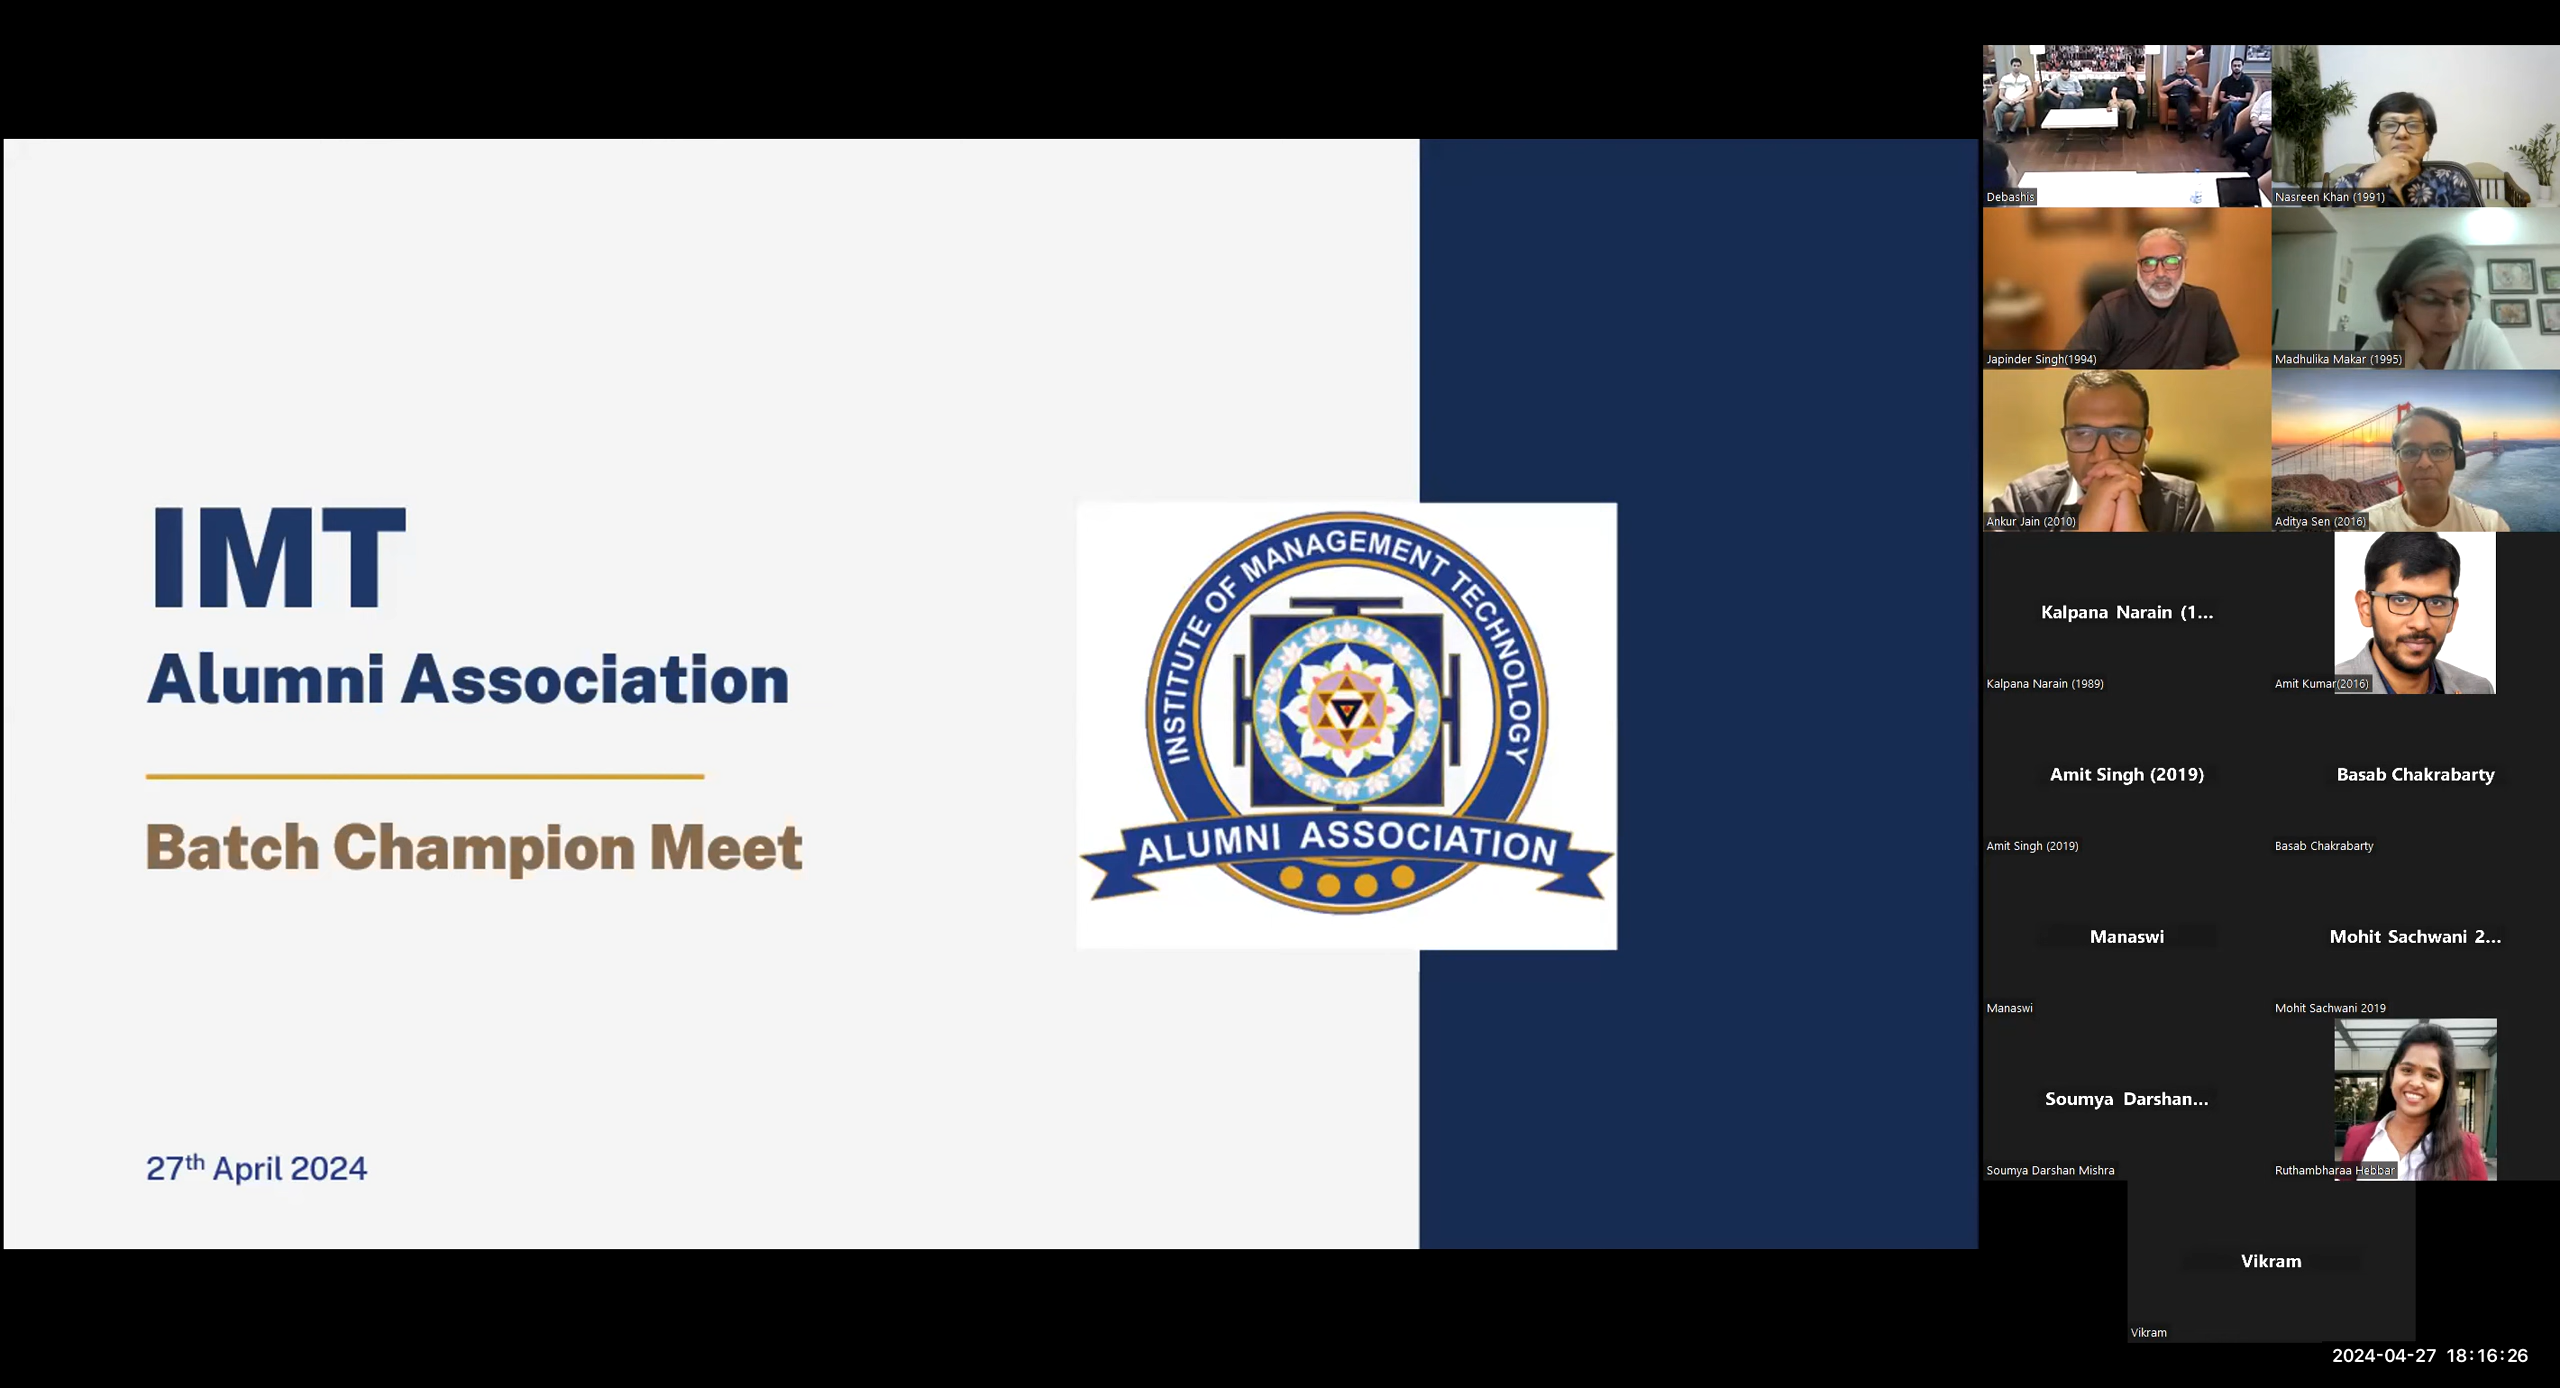 IMT
Alumni Association
Batch Champion Meet
27th April 2024
INSTITUTE OF MANAGEMENT TECHNOLOGY
ALUMNI ASSOCIATION
Debashis
Nasreen Khan (1991)
Japinder Singh(1994)
Madhulika Makar (1995)
Ankur Jain (2010)
Aditya Sen (2016)
Kalpana Narain (1...
Kalpana Narain (1989)
Amit Kumar(2016)
Amit Singh (2019)
Amit Singh (2019)
Basab Chakrabarty
Basab Chakrabarty
Manaswi
Manaswi
Mohit Sachwani 2...
Mohit Sachwani 2019
Soumya Darshan...
Soumya Darshan Mishra
Ruthambharaa Hebbar
Vikram
Vikram
2024-04-27 18:16:26